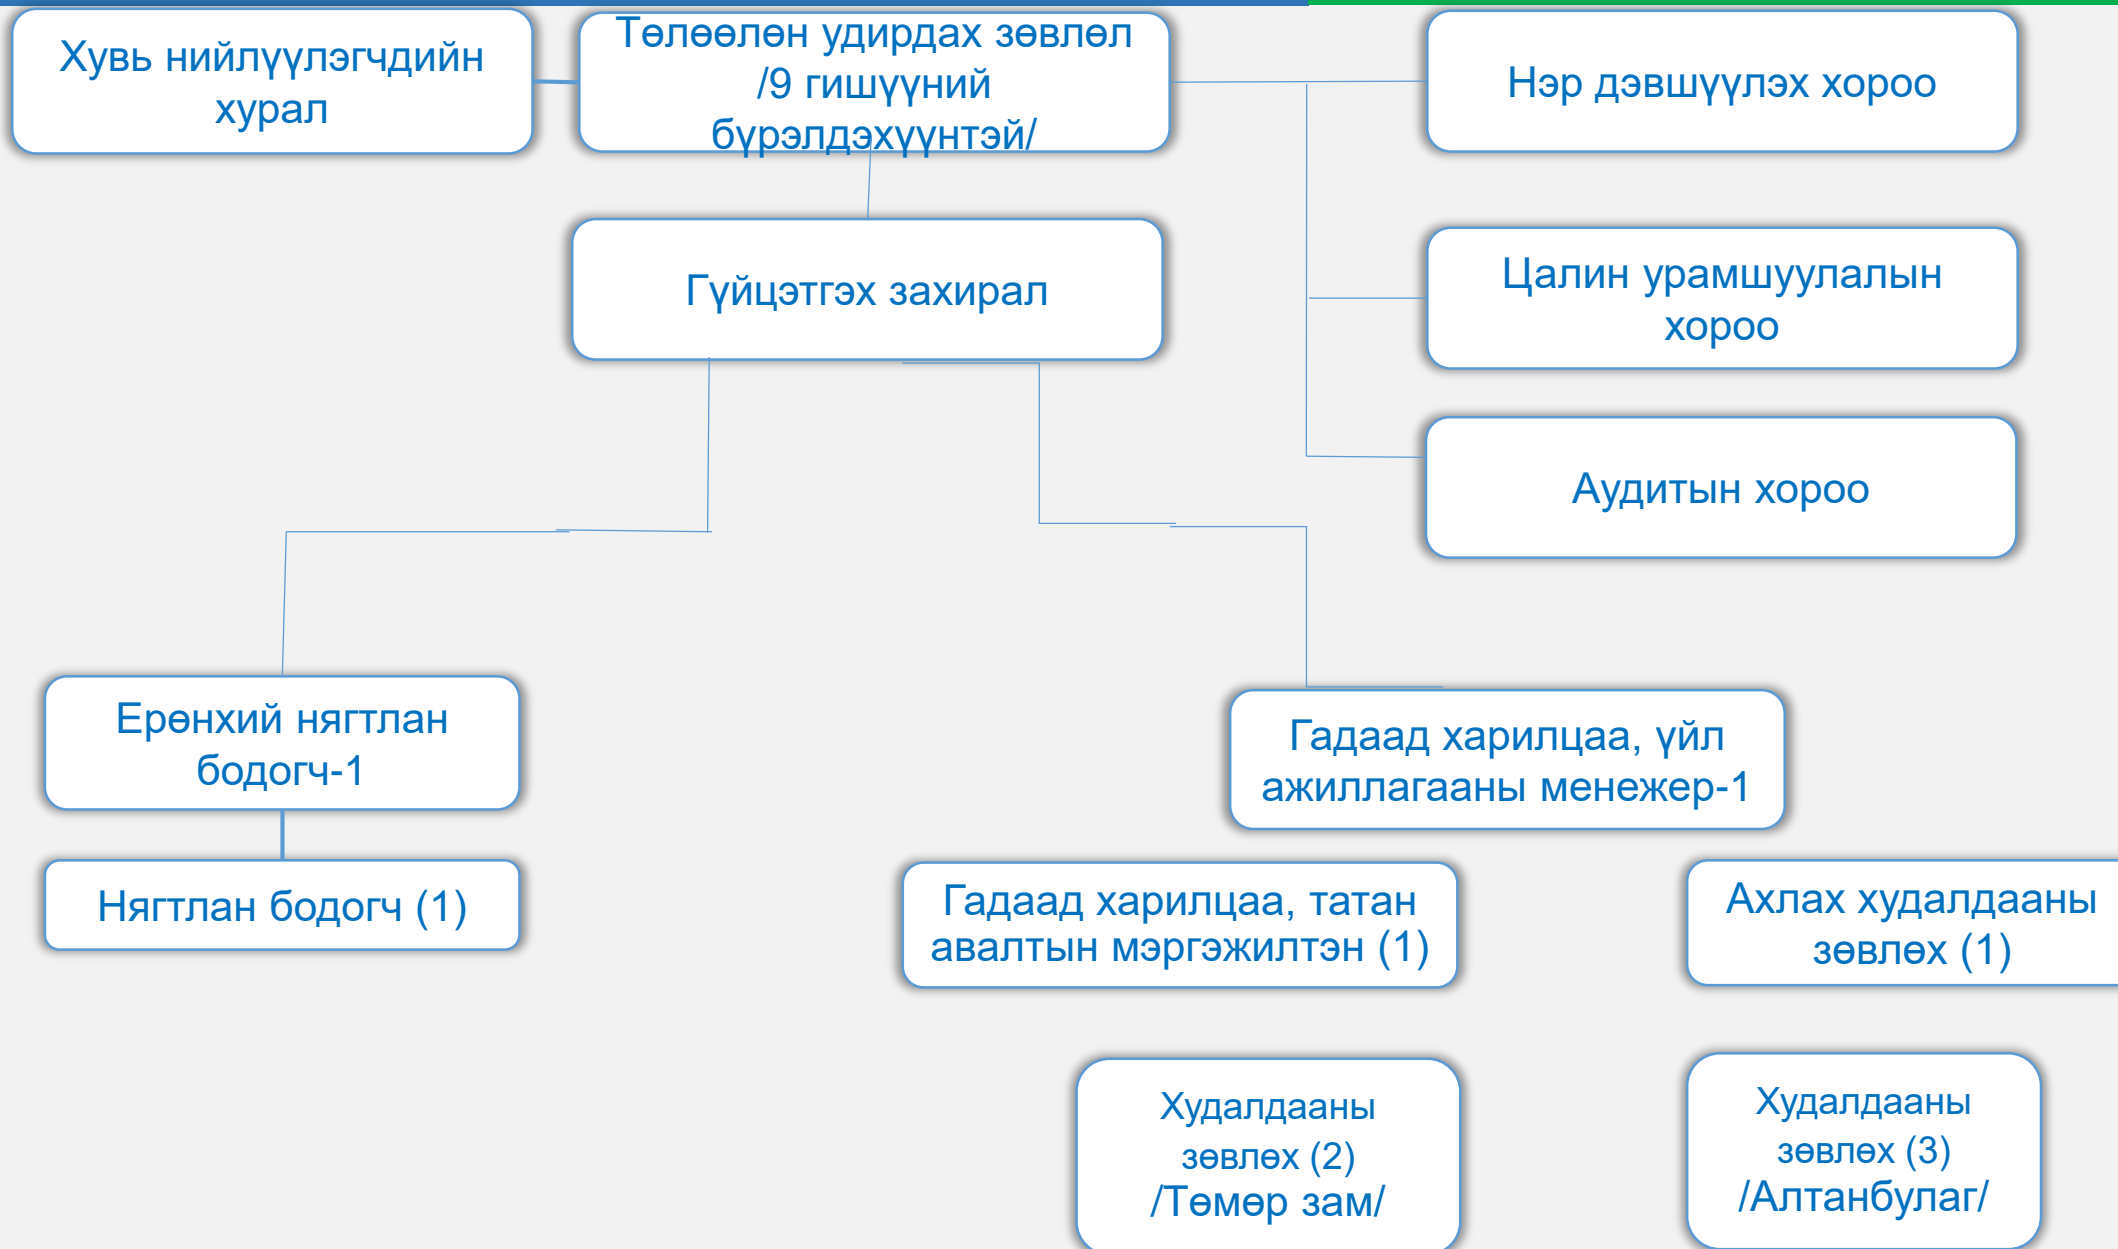 Хувь нийлүүлэгчдийн
хурал
Төлөөлөн удирдах зөвлөл
/9 гишүүний
бүрэлдэхүүнтэй/
Нэр дэвшүүлэх хороо
Гүйцэтгэх захирал
Цалин урамшуулалын
хороо
Аудитын хороо
Ерөнхий нягтлан
бодогч-1
Гадаад харилцаа, үйл
ажиллагааны менежер-1
Нягтлан бодогч (1)
Гадаад харилцаа, татан
авалтын мэргэжилтэн (1)
Ахлах худалдааны
зөвлөх (1)
Худалдааны
зөвлөх (2)
/Төмөр зам/
Худалдааны
зөвлөх (3)
/Алтанбулаг/